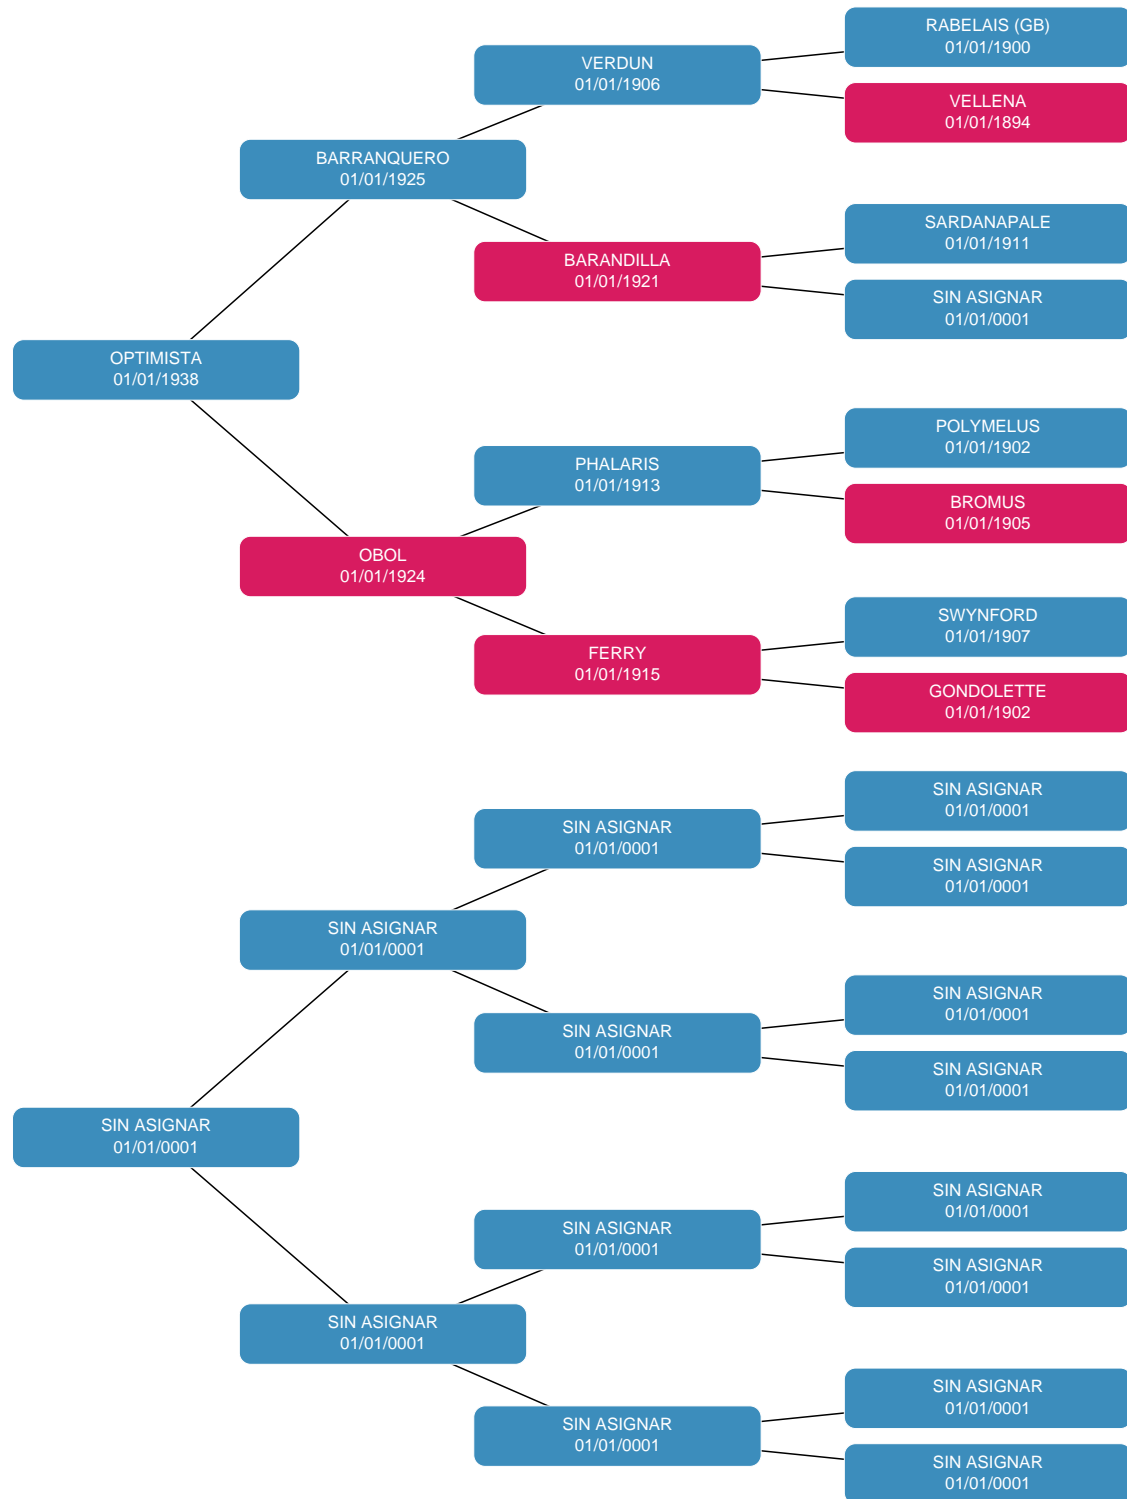 RABELAIS (GB)
01/01/1900
VERDUN
01/01/1906
VELLENA
01/01/1894
BARRANQUERO
01/01/1925
SARDANAPALE
01/01/1911
BARANDILLA
01/01/1921
SIN ASIGNAR
01/01/0001
OPTIMISTA
01/01/1938
POLYMELUS
01/01/1902
PHALARIS
01/01/1913
BROMUS
01/01/1905
OBOL
01/01/1924
SWYNFORD
01/01/1907
FERRY
01/01/1915
GONDOLETTE
01/01/1902
SIN ASIGNAR
01/01/0001
SIN ASIGNAR
01/01/0001
SIN ASIGNAR
01/01/0001
SIN ASIGNAR
01/01/0001
SIN ASIGNAR
01/01/0001
SIN ASIGNAR
01/01/0001
SIN ASIGNAR
01/01/0001
SIN ASIGNAR
01/01/0001
SIN ASIGNAR
01/01/0001
SIN ASIGNAR
01/01/0001
SIN ASIGNAR
01/01/0001
SIN ASIGNAR
01/01/0001
SIN ASIGNAR
01/01/0001
SIN ASIGNAR
01/01/0001
SIN ASIGNAR
01/01/0001